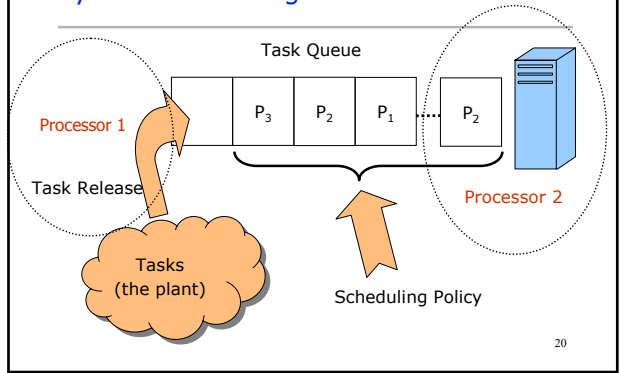 Task Queue
P3 P2 P1 P2
Processor 1
Task Release
Processor 2
Tasks
(the plant)
Scheduling Policy
20